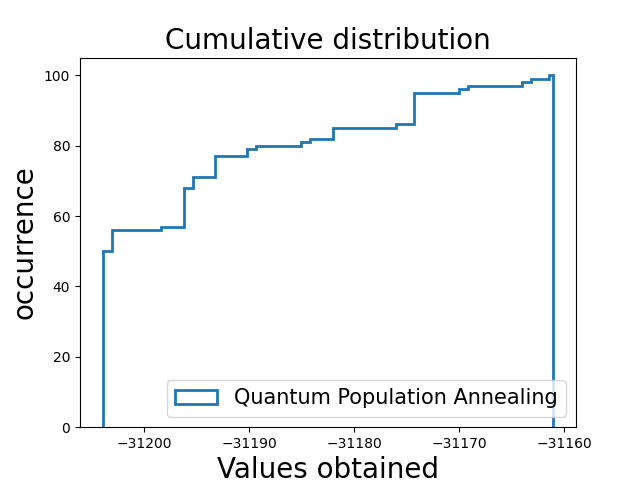 Cumulative distribution
occurrence
100
80
60
40
20
0
Quantum Population Annealing
−31200 −31190 −31180 −31170 −31160
Values obtained